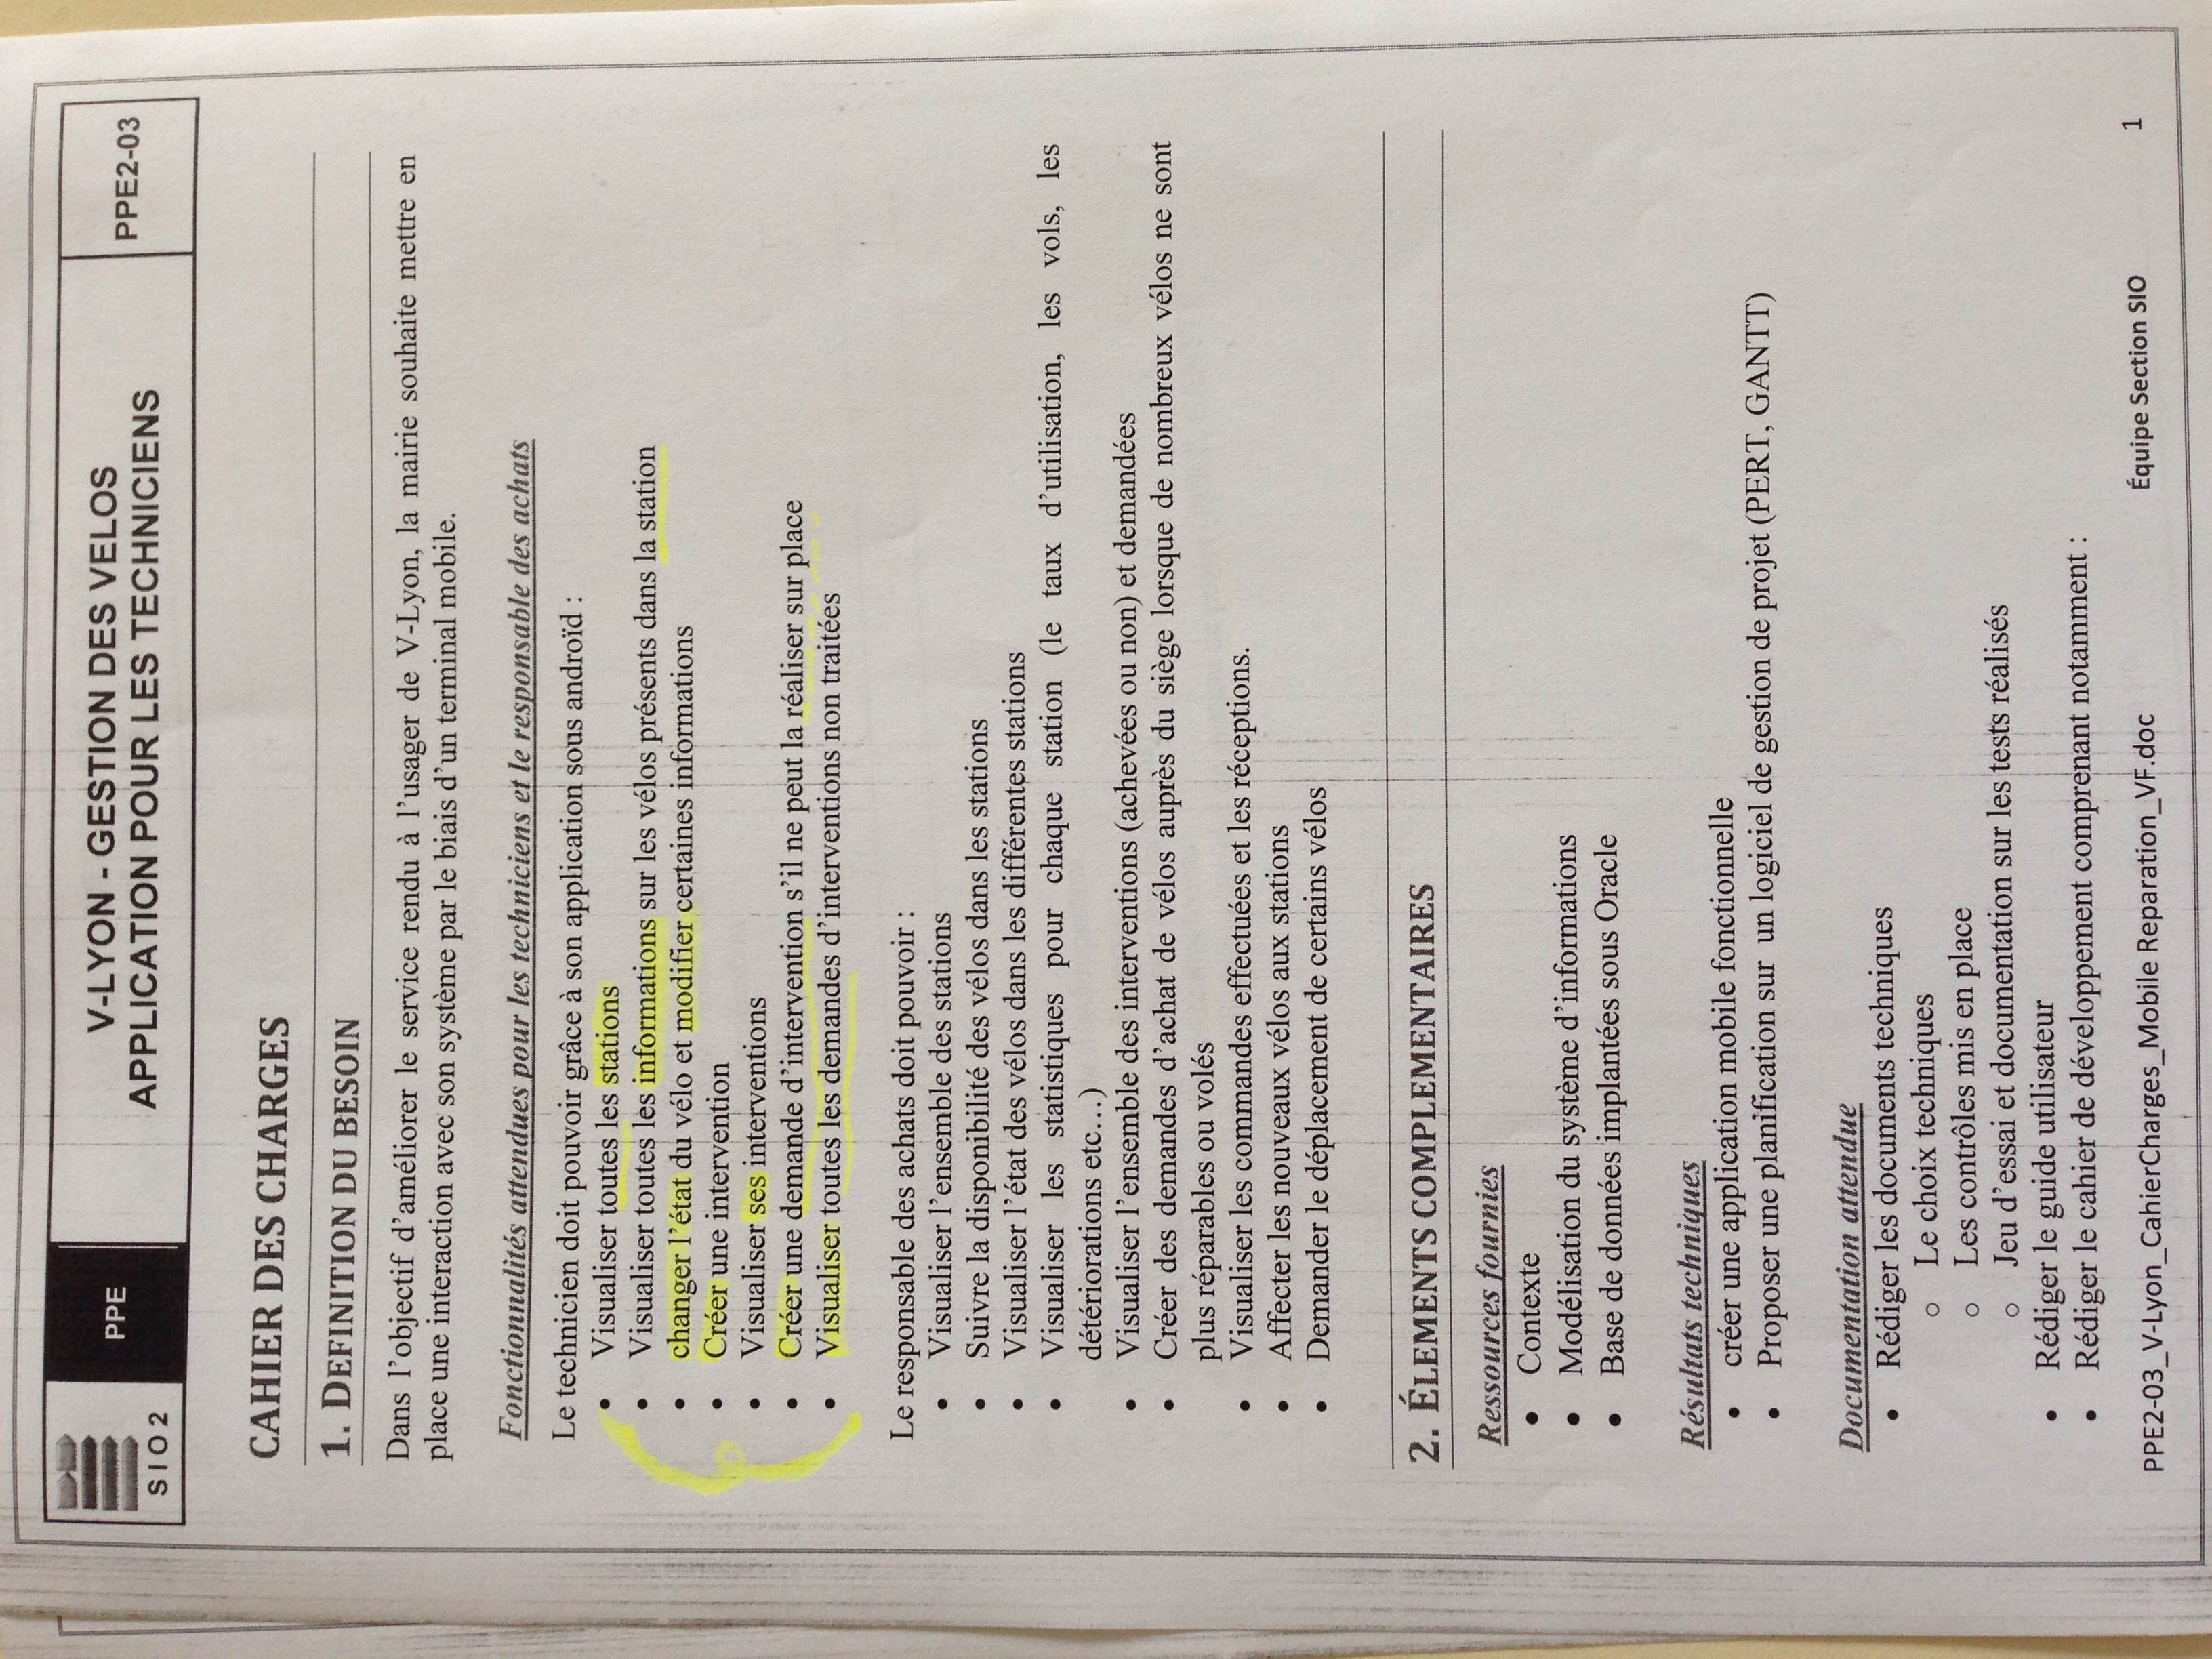 SIO2
PPE
V-LYON - GESTION DES VELOS
APPLICATION POUR LES TECHNICIENS
PPE2-03
CAHIER DES CHARGES
1. DEFINITION DU BESOIN
Dans l'objectif d'améliorer le service rendu à l'usager de V-Lyon, la mairie souhaite mettre en
place une interaction avec son système par le biais d'un terminal mobile.
Fonctionnalités attendues pour les techniciens et le responsable des achats
Le technicien doit pouvoir grâce à son application sous androïd :
• Visualiser toutes les stations
• Visualiser toutes les informations sur les vélos présents dans la station
• changer l'état du vélo et modifier certaines informations
• Créer une intervention
• Visualiser ses interventions
• Créer une demande d'intervention s'il ne peut la réaliser sur place
• Visualiser toutes les demandes d'interventions non traitées
Le responsable des achats doit pouvoir :
• Visualiser l'ensemble des stations
• Suivre la disponibilité des vélos dans les stations
• Visualiser l'état des vélos dans les différentes stations
• Visualiser les statistiques pour chaque station (le taux d'utilisation, les vols, les
détériorations etc…)
• Visualiser l'ensemble des interventions (achevées ou non) et demandées
• Créer des demandes d'achat de vélos auprès du siège lorsque de nombreux vélos ne sont
plus réparables ou volés
• Visualiser les commandes effectuées et les réceptions.
• Affecter les nouveaux vélos aux stations
• Demander le déplacement de certains vélos
2. ÉLEMENTS COMPLEMENTAIRES
Ressources fournies
• Contexte
• Modélisation du système d'informations
• Base de données implantées sous Oracle
Résultats techniques
• créer une application mobile fonctionnelle
• Proposer une planification sur un logiciel de gestion de projet (PERT, GANTT)
Documentation attendue
• Rédiger les documents techniques
o Le choix techniques
o Les contrôles mis en place
o Jeu d'essai et documentation sur les tests réalisés
• Rédiger le guide utilisateur
• Rédiger le cahier de développement comprenant notamment :
PPE2-03_V-Lyon_CahierCharges_Mobile Reparation_VF.doc
Équipe Section SIO
1